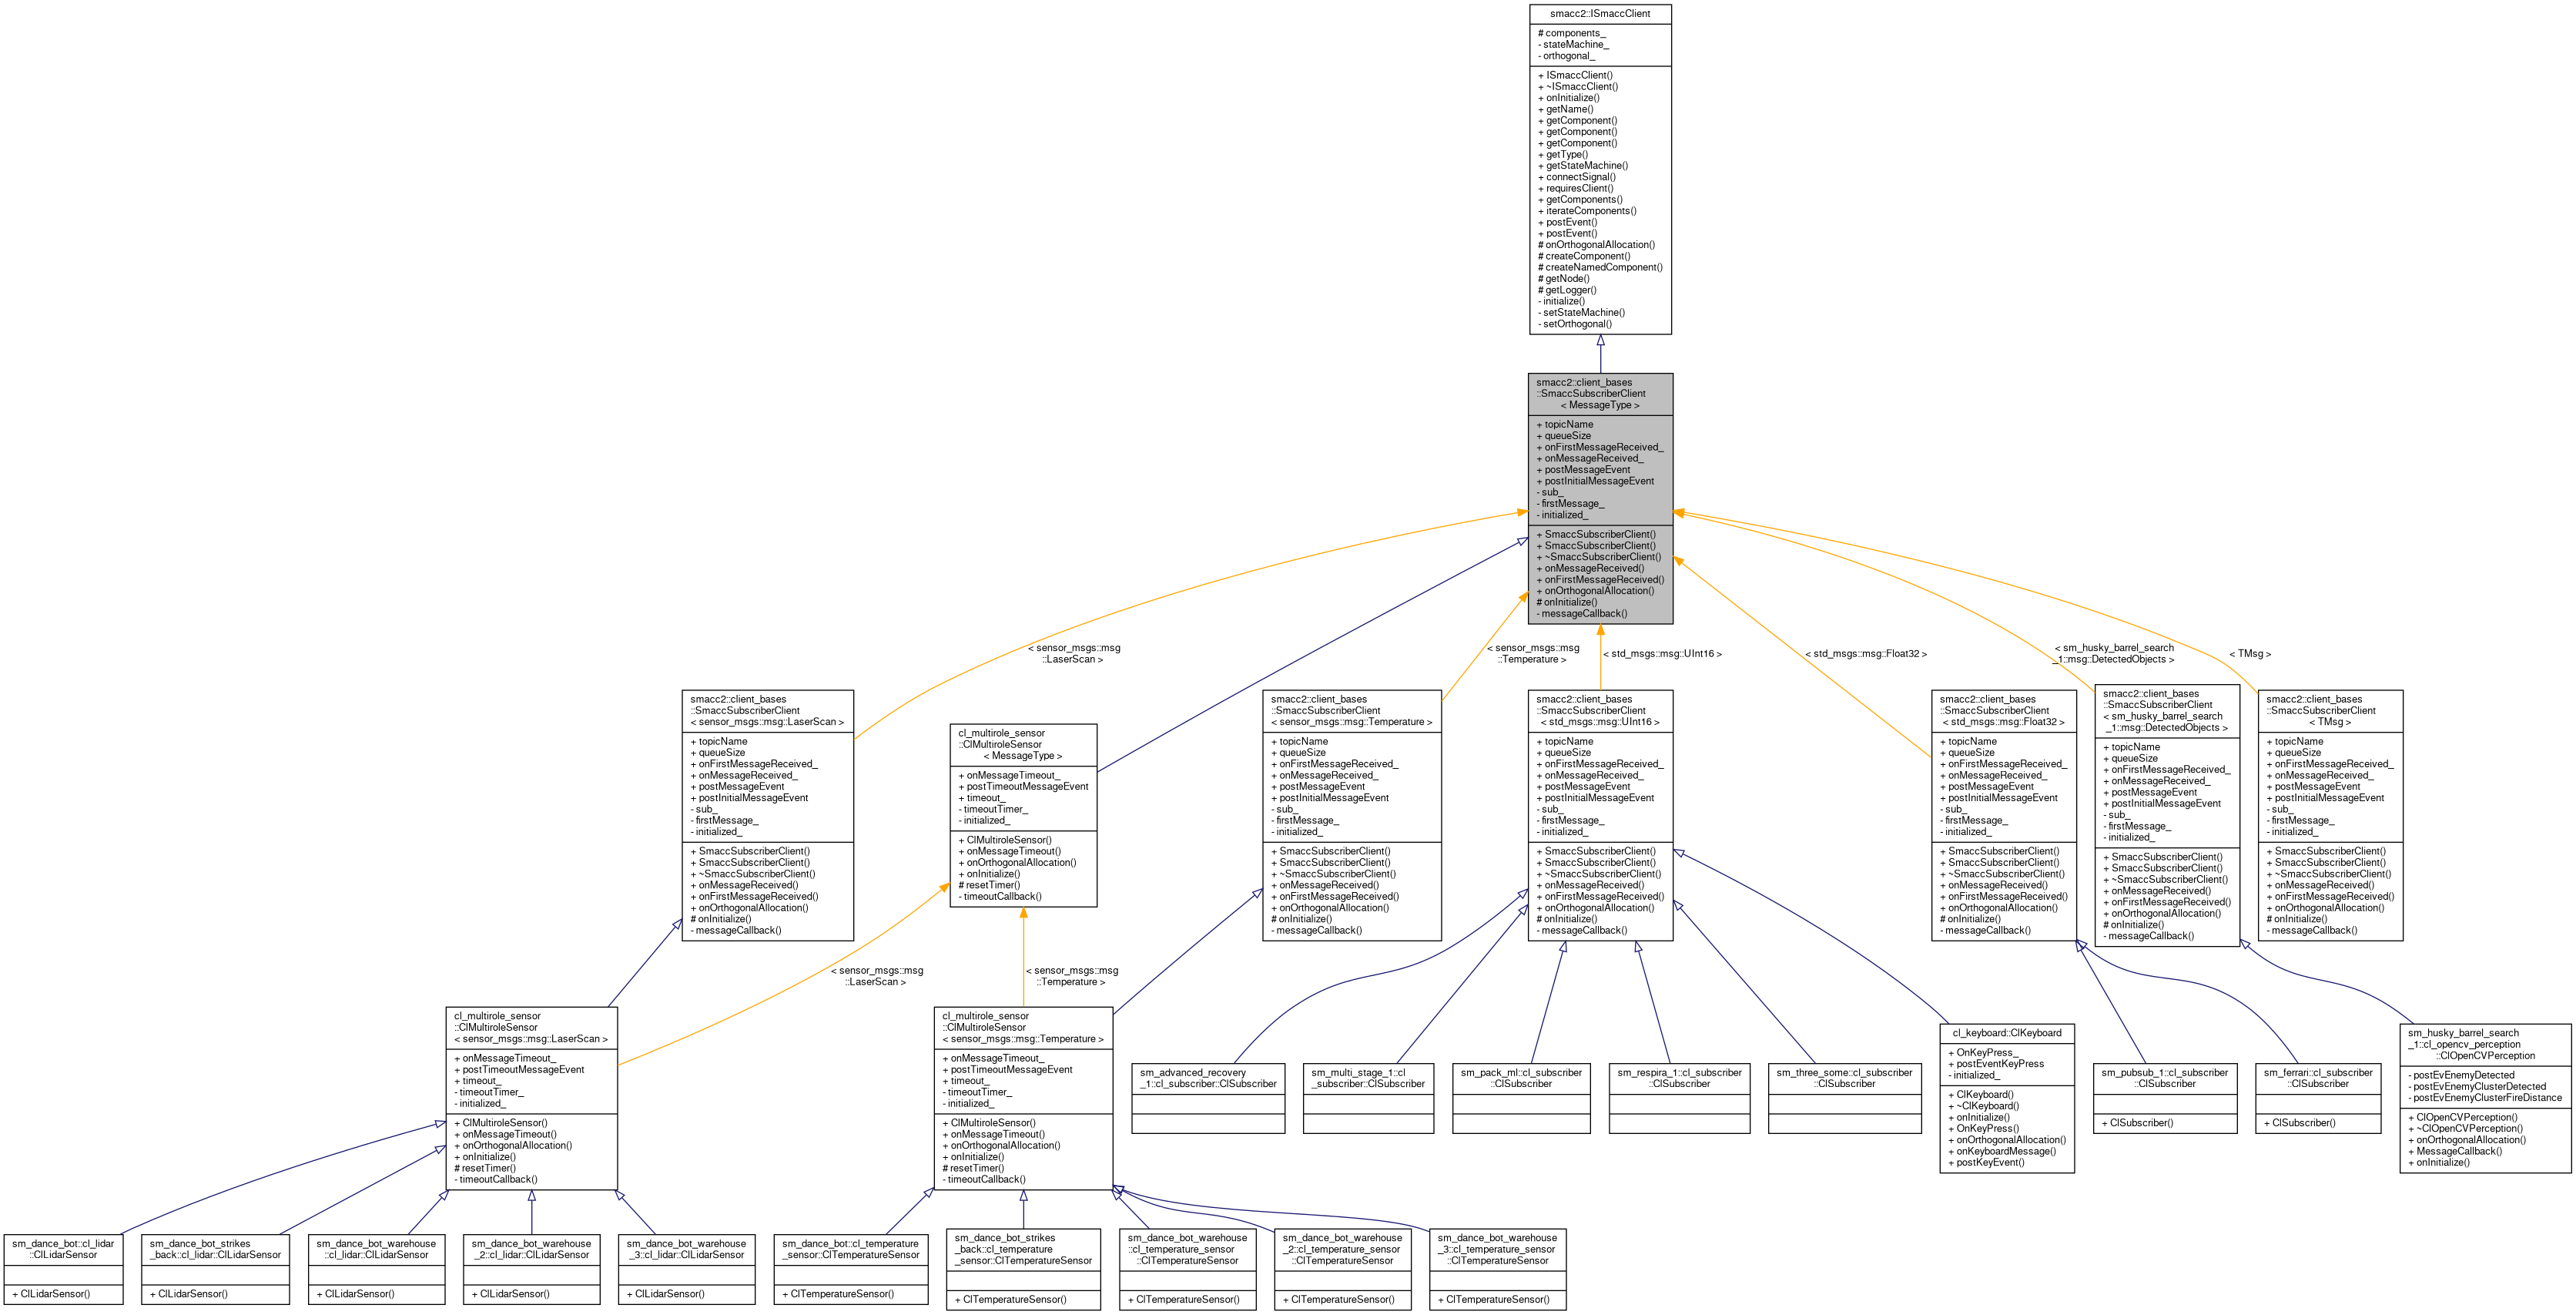 smacc2::ISmaccClient
# components_
- stateMachine_
- orthogonal_
+ ISmaccClient()
+ ~ISmaccClient()
+ onInitialize()
+ getName()
+ getComponent()
+ getComponent()
+ getComponent()
+ getType()
+ getStateMachine()
+ connectSignal()
+ requiresClient()
+ getComponents()
+ iterateComponents()
+ postEvent()
+ postEvent()
# onOrthogonalAllocation()
# createComponent()
# createNamedComponent()
# getNode()
# getLogger()
- initialize()
- setStateMachine()
- setOrthogonal()
smacc2::client_bases
::SmaccSubscriberClient
< MessageType >
+ topicName
+ queueSize
+ onFirstMessageReceived_
+ onMessageReceived_
+ postMessageEvent
+ postInitialMessageEvent
- sub_
- firstMessage_
- initialized_
+ SmaccSubscriberClient()
+ SmaccSubscriberClient()
+ ~SmaccSubscriberClient()
+ onMessageReceived()
+ onFirstMessageReceived()
+ onOrthogonalAllocation()
# onInitialize()
- messageCallback()
< sensor_msgs::msg
::LaserScan >
< sensor_msgs::msg
::Temperature >
< std_msgs::msg::UInt16 >
< std_msgs::msg::Float32 >
< sm_husky_barrel_search
_1::msg::DetectedObjects >
< TMsg >
smacc2::client_bases
::SmaccSubscriberClient
< sensor_msgs::msg::LaserScan >
+ topicName
+ queueSize
+ onFirstMessageReceived_
+ onMessageReceived_
+ postMessageEvent
+ postInitialMessageEvent
- sub_
- firstMessage_
- initialized_
+ SmaccSubscriberClient()
+ SmaccSubscriberClient()
+ ~SmaccSubscriberClient()
+ onMessageReceived()
+ onFirstMessageReceived()
+ onOrthogonalAllocation()
# onInitialize()
- messageCallback()
cl_multirole_sensor
::ClMultiroleSensor
< MessageType >
+ onMessageTimeout_
+ postTimeoutMessageEvent
+ timeout_
- timeoutTimer_
- initialized_
+ ClMultiroleSensor()
+ onMessageTimeout()
+ onOrthogonalAllocation()
+ onInitialize()
# resetTimer()
- timeoutCallback()
smacc2::client_bases
::SmaccSubscriberClient
< sensor_msgs::msg::Temperature >
+ topicName
+ queueSize
+ onFirstMessageReceived_
+ onMessageReceived_
+ postMessageEvent
+ postInitialMessageEvent
- sub_
- firstMessage_
- initialized_
+ SmaccSubscriberClient()
+ SmaccSubscriberClient()
+ ~SmaccSubscriberClient()
+ onMessageReceived()
+ onFirstMessageReceived()
+ onOrthogonalAllocation()
# onInitialize()
- messageCallback()
smacc2::client_bases
::SmaccSubscriberClient
< std_msgs::msg::UInt16 >
+ topicName
+ queueSize
+ onFirstMessageReceived_
+ onMessageReceived_
+ postMessageEvent
+ postInitialMessageEvent
- sub_
- firstMessage_
- initialized_
+ SmaccSubscriberClient()
+ SmaccSubscriberClient()
+ ~SmaccSubscriberClient()
+ onMessageReceived()
+ onFirstMessageReceived()
+ onOrthogonalAllocation()
# onInitialize()
- messageCallback()
smacc2::client_bases
::SmaccSubscriberClient
< std_msgs::msg::Float32 >
+ topicName
+ queueSize
+ onFirstMessageReceived_
+ onMessageReceived_
+ postMessageEvent
+ postInitialMessageEvent
- sub_
- firstMessage_
- initialized_
+ SmaccSubscriberClient()
+ SmaccSubscriberClient()
+ ~SmaccSubscriberClient()
+ onMessageReceived()
+ onFirstMessageReceived()
+ onOrthogonalAllocation()
# onInitialize()
- messageCallback()
smacc2::client_bases
::SmaccSubscriberClient
< sm_husky_barrel_search
_1::msg::DetectedObjects >
+ topicName
+ queueSize
+ onFirstMessageReceived_
+ onMessageReceived_
+ postMessageEvent
+ postInitialMessageEvent
- sub_
- firstMessage_
- initialized_
+ SmaccSubscriberClient()
+ SmaccSubscriberClient()
+ ~SmaccSubscriberClient()
+ onMessageReceived()
+ onFirstMessageReceived()
+ onOrthogonalAllocation()
# onInitialize()
- messageCallback()
smacc2::client_bases
::SmaccSubscriberClient
< TMsg >
+ topicName
+ queueSize
+ onFirstMessageReceived_
+ onMessageReceived_
+ postMessageEvent
+ postInitialMessageEvent
- sub_
- firstMessage_
- initialized_
+ SmaccSubscriberClient()
+ SmaccSubscriberClient()
+ ~SmaccSubscriberClient()
+ onMessageReceived()
+ onFirstMessageReceived()
+ onOrthogonalAllocation()
# onInitialize()
- messageCallback()
< sensor_msgs::msg
::LaserScan >
< sensor_msgs::msg
::Temperature >
cl_multirole_sensor
::ClMultiroleSensor
< sensor_msgs::msg::LaserScan >
+ onMessageTimeout_
+ postTimeoutMessageEvent
+ timeout_
- timeoutTimer_
- initialized_
+ ClMultiroleSensor()
+ onMessageTimeout()
+ onOrthogonalAllocation()
+ onInitialize()
# resetTimer()
- timeoutCallback()
cl_multirole_sensor
::ClMultiroleSensor
< sensor_msgs::msg::Temperature >
+ onMessageTimeout_
+ postTimeoutMessageEvent
+ timeout_
- timeoutTimer_
- initialized_
+ ClMultiroleSensor()
+ onMessageTimeout()
+ onOrthogonalAllocation()
+ onInitialize()
# resetTimer()
- timeoutCallback()
sm_advanced_recovery
_1::cl_subscriber::ClSubscriber
sm_multi_stage_1::cl
_subscriber::ClSubscriber
sm_pack_ml::cl_subscriber
::ClSubscriber
sm_respira_1::cl_subscriber
::ClSubscriber
sm_three_some::cl_subscriber
::ClSubscriber
cl_keyboard::ClKeyboard
+ OnKeyPress_
+ postEventKeyPress
- initialized_
+ ClKeyboard()
+ ~ClKeyboard()
+ onInitialize()
+ OnKeyPress()
+ onOrthogonalAllocation()
+ onKeyboardMessage()
+ postKeyEvent()
sm_pubsub_1::cl_subscriber
::ClSubscriber
+ ClSubscriber()
sm_ferrari::cl_subscriber
::ClSubscriber
+ ClSubscriber()
sm_husky_barrel_search
_1::cl_opencv_perception
::ClOpenCVPerception
- postEvEnemyDetected
- postEvEnemyClusterDetected
- postEvEnemyClusterFireDistance
+ ClOpenCVPerception()
+ ~ClOpenCVPerception()
+ onOrthogonalAllocation()
+ MessageCallback()
+ onInitialize()
sm_dance_bot::cl_lidar
::ClLidarSensor
+ ClLidarSensor()
sm_dance_bot_strikes
_back::cl_lidar::ClLidarSensor
+ ClLidarSensor()
sm_dance_bot_warehouse
::cl_lidar::ClLidarSensor
+ ClLidarSensor()
sm_dance_bot_warehouse
_2::cl_lidar::ClLidarSensor
+ ClLidarSensor()
sm_dance_bot_warehouse
_3::cl_lidar::ClLidarSensor
+ ClLidarSensor()
sm_dance_bot::cl_temperature
_sensor::ClTemperatureSensor
+ ClTemperatureSensor()
sm_dance_bot_strikes
_back::cl_temperature
_sensor::ClTemperatureSensor
+ ClTemperatureSensor()
sm_dance_bot_warehouse
::cl_temperature_sensor
::ClTemperatureSensor
+ ClTemperatureSensor()
sm_dance_bot_warehouse
_2::cl_temperature_sensor
::ClTemperatureSensor
+ ClTemperatureSensor()
sm_dance_bot_warehouse
_3::cl_temperature_sensor
::ClTemperatureSensor
+ ClTemperatureSensor()